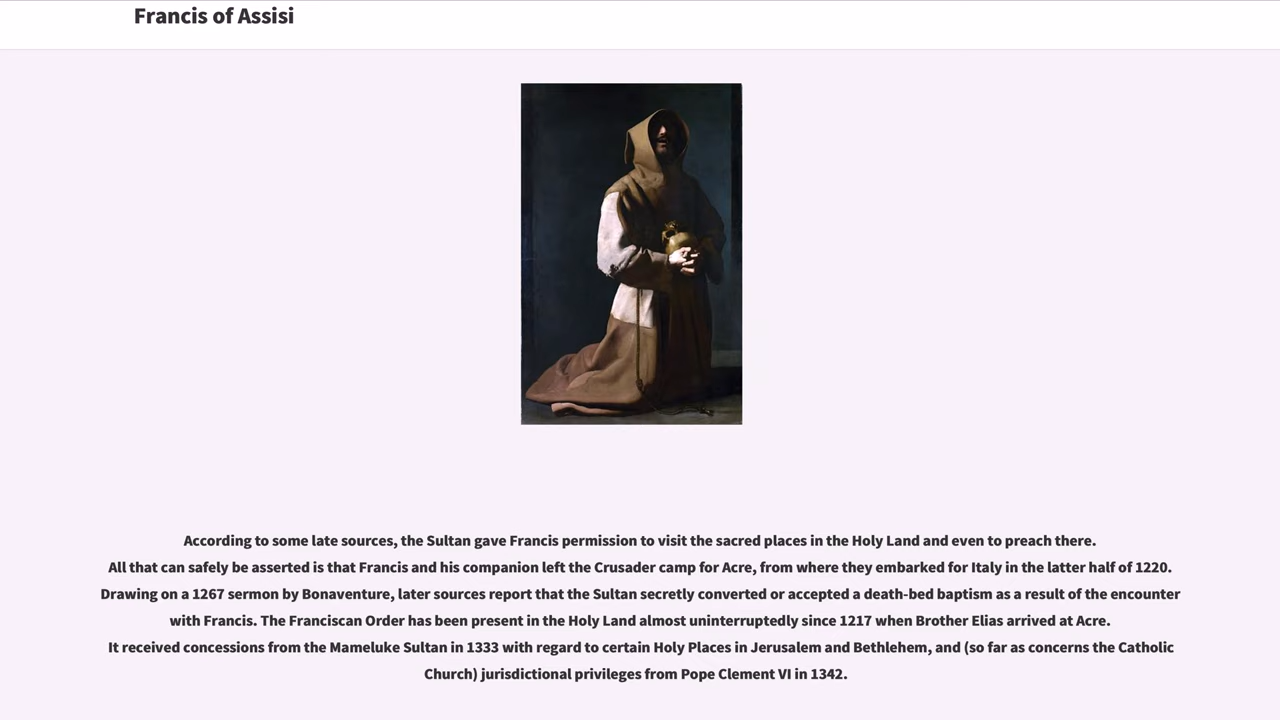 Francis of Assisi
According to some late sources, the Sultan gave Francis permission to visit the sacred places in the Holy Land and even to preach there.
All that can safely be asserted is that Francis and his companion left the Crusader camp for Acre, from where they embarked for Italy in the latter half of 1220.
Drawing on a 1267 sermon by Bonaventure, later sources report that the Sultan secretly converted or accepted a death-bed baptism as a result of the encounter
with Francis. The Franciscan Order has been present in the Holy Land almost uninterruptedly since 1217 when Brother Elias arrived at Acre.
It received concessions from the Mameluke Sultan in 1333 with regard to certain Holy Places in Jerusalem and Bethlehem, and (so far as concerns the Catholic
Church) jurisdictional privileges from Pope Clement VI in 1342.